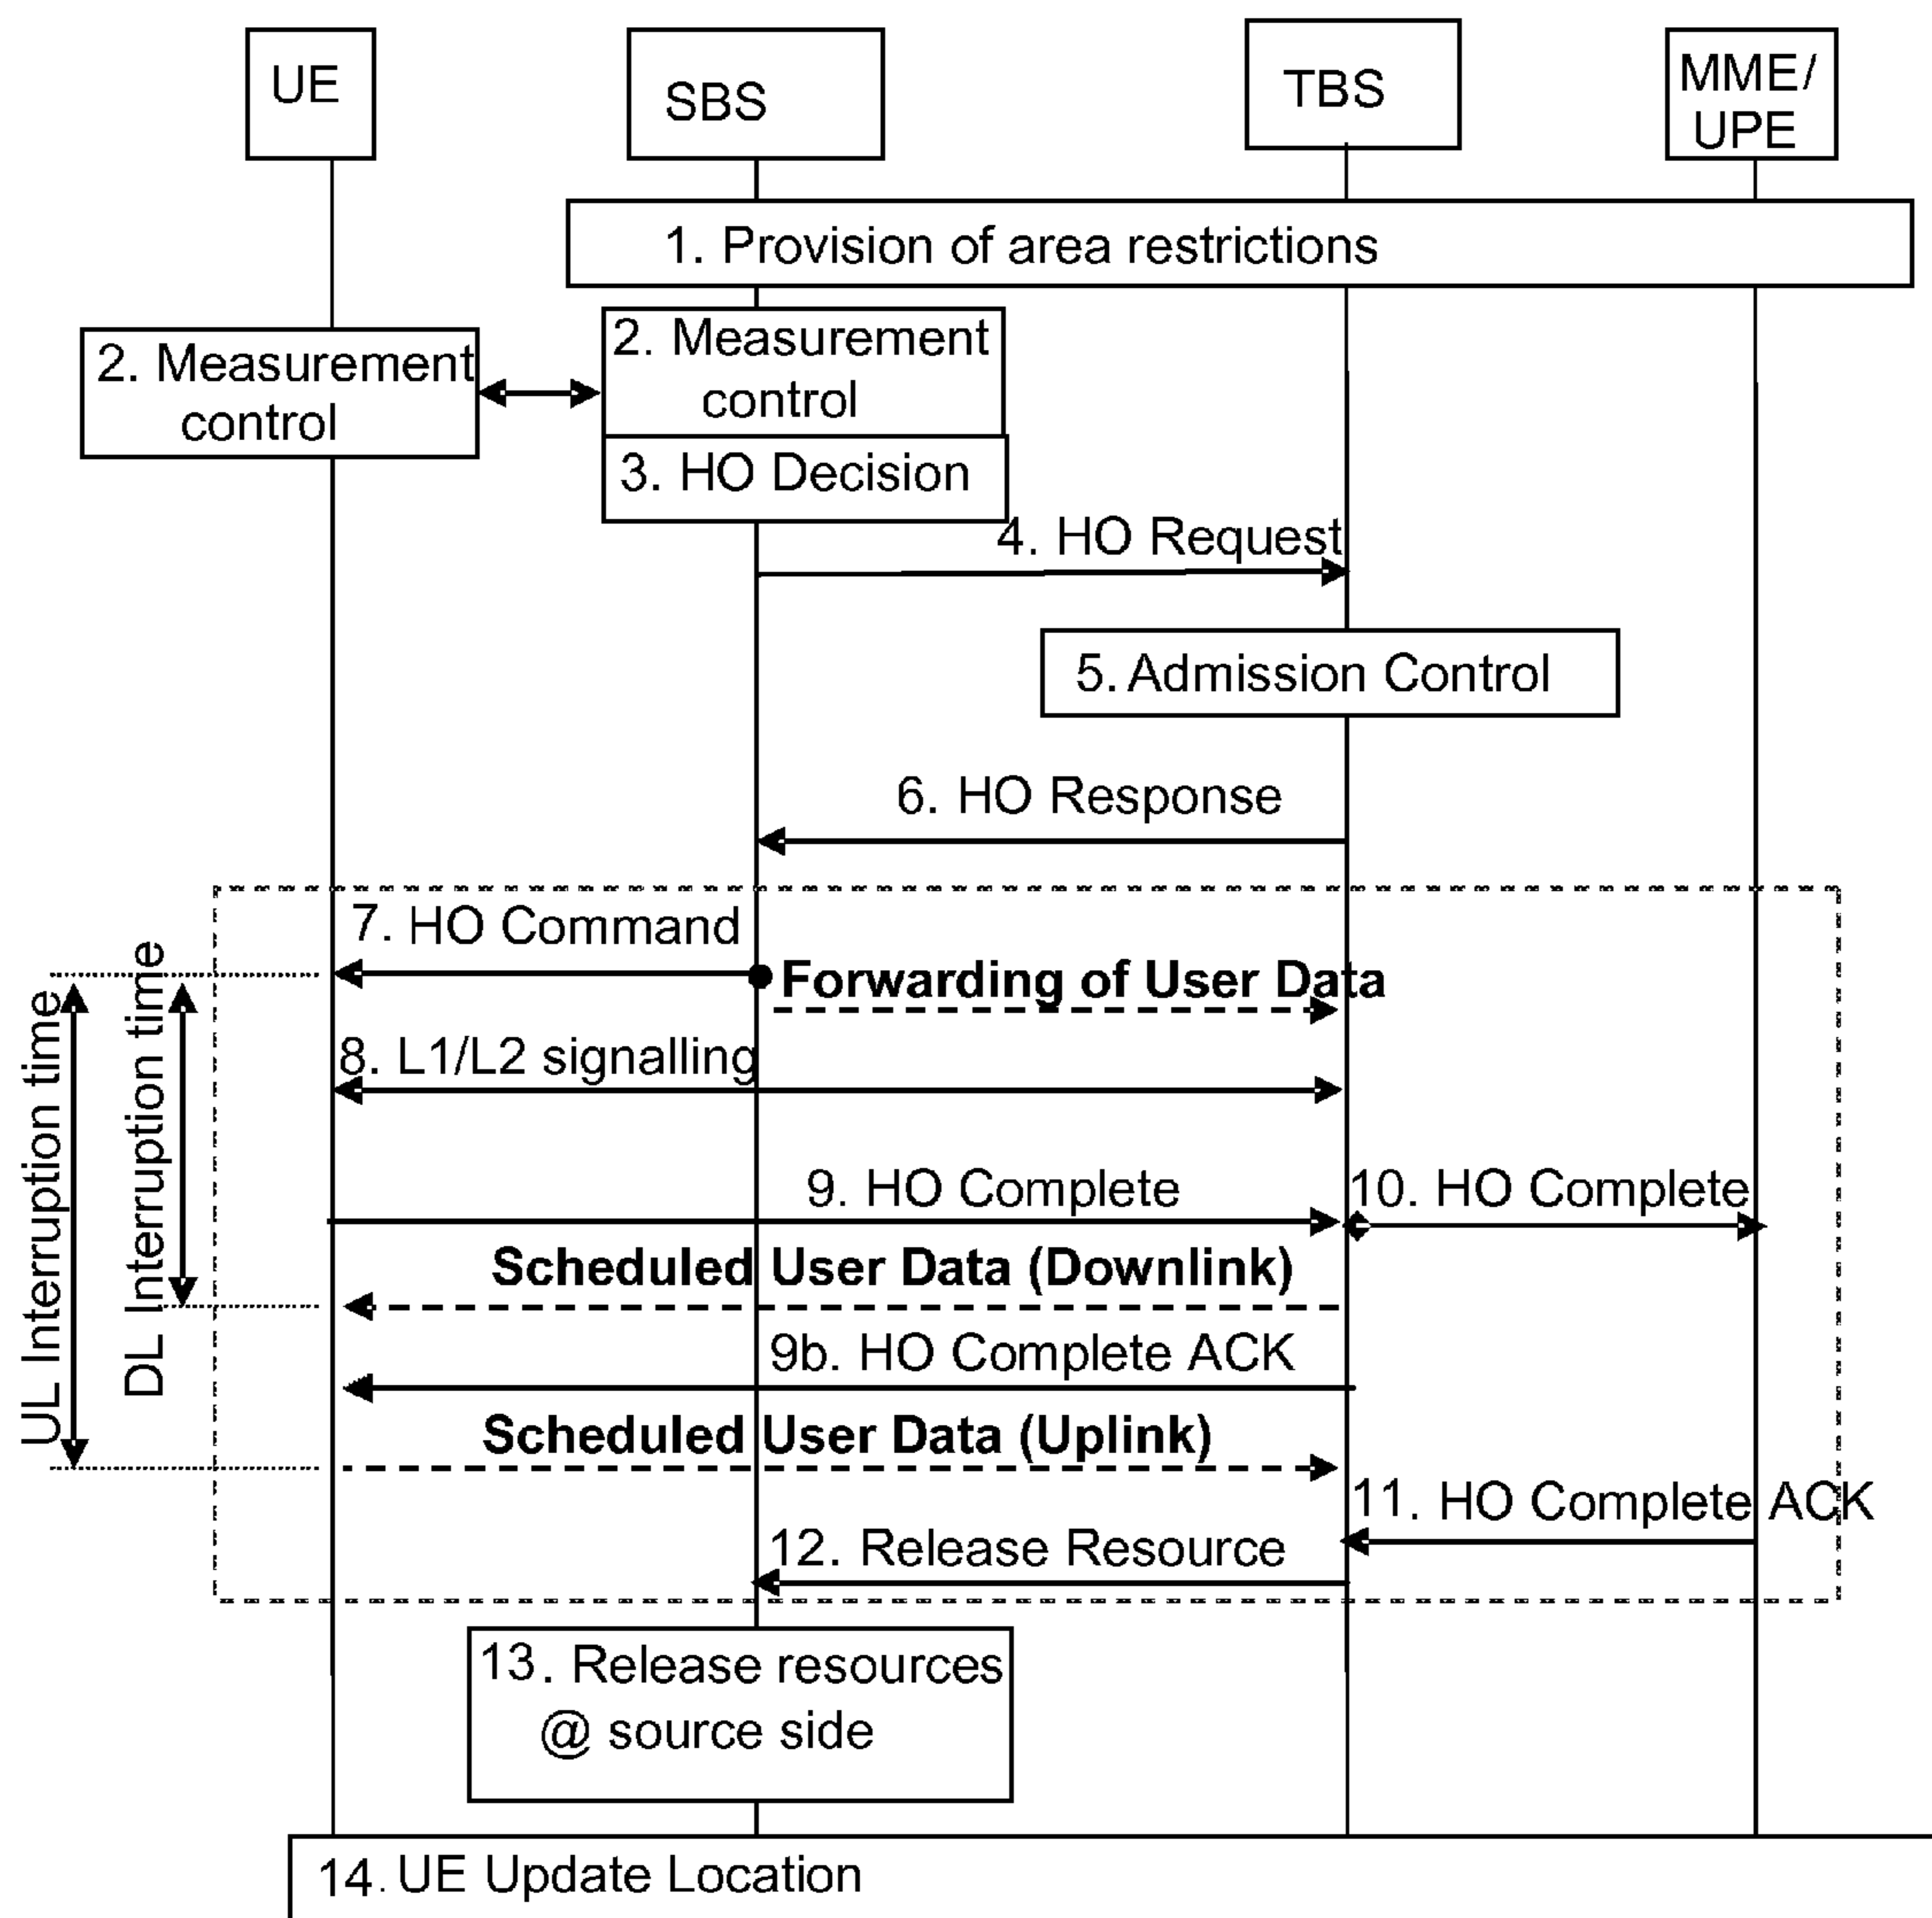 UE
SBS
TBS
MME/
UPE
1. Provision of area restrictions
2. Measurement
control
2. Measurement
control
3. HO Decision
4. HO Request
5. Admission Control
6. HO Response
7. HO Command
Forwarding of User Data
UL Interruption time
DL Interruption time
8. L1/L2 signalling
9. HO Complete
10. HO Complete
Scheduled User Data (Downlink)
9b. HO Complete ACK
Scheduled User Data (Uplink)
11. HO Complete ACK
12. Release Resource
13. Release resources
@ source side
14. UE Update Location